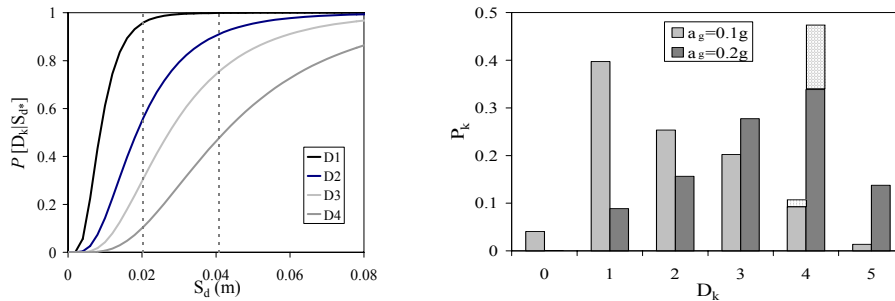 P [D_k|S_d*]
1
0.8
0.6
0.4
0.2
0
D1
D2
D3
D4
0 0.02 0.04 0.06 0.08
S_d (m)
P_k
0.5
0.4
0.3
0.2
0.1
0
a_g=0.1g
a_g=0.2g
0 1 2 3 4 5
D_k